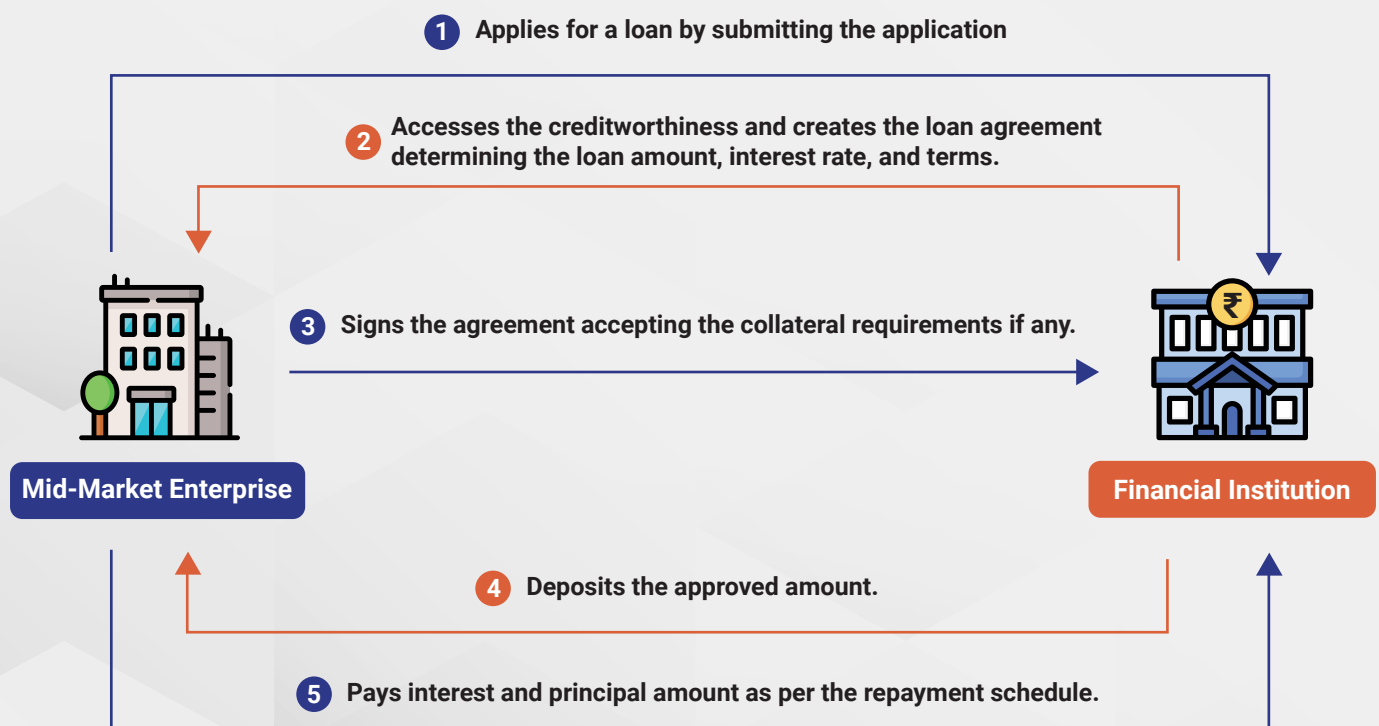 1 Applies for a loan by submitting the application
2 Accesses the creditworthiness and creates the loan agreement
determining the loan amount, interest rate, and terms.
₹
3 Signs the agreement accepting the collateral requirements if any.
Mid-Market Enterprise
Financial Institution
4 Deposits the approved amount.
5 Pays interest and principal amount as per the repayment schedule.